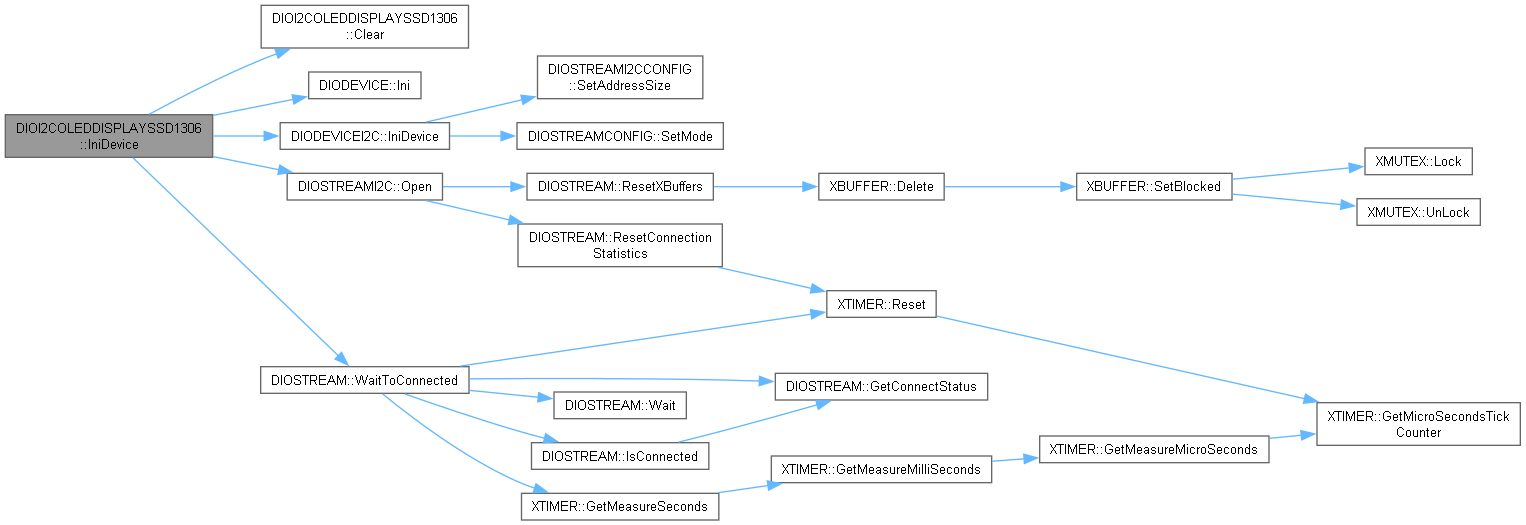 DIOI2COLEDDISPLAYSSD1306
::IniDevice
DIOI2COLEDDISPLAYSSD1306
::Clear
DIODEVICE::Ini
DIODEVICEI2C::IniDevice
DIOSTREAMI2CCONFIG
::SetAddressSize
DIOSTREAMCONFIG::SetMode
DIOSTREAMI2C::Open
DIOSTREAM::ResetXBuffers
XBUFFER::Delete
XBUFFER::SetBlocked
XMUTEX::Lock
XMUTEX::UnLock
DIOSTREAM::ResetConnection
Statistics
XTIMER::Reset
DIOSTREAM::WaitToConnected
DIOSTREAM::GetConnectStatus
DIOSTREAM::Wait
DIOSTREAM::IsConnected
XTIMER::GetMeasureSeconds
XTIMER::GetMeasureMilliSeconds
XTIMER::GetMeasureMicroSeconds
XTIMER::GetMicroSecondsTick
Counter